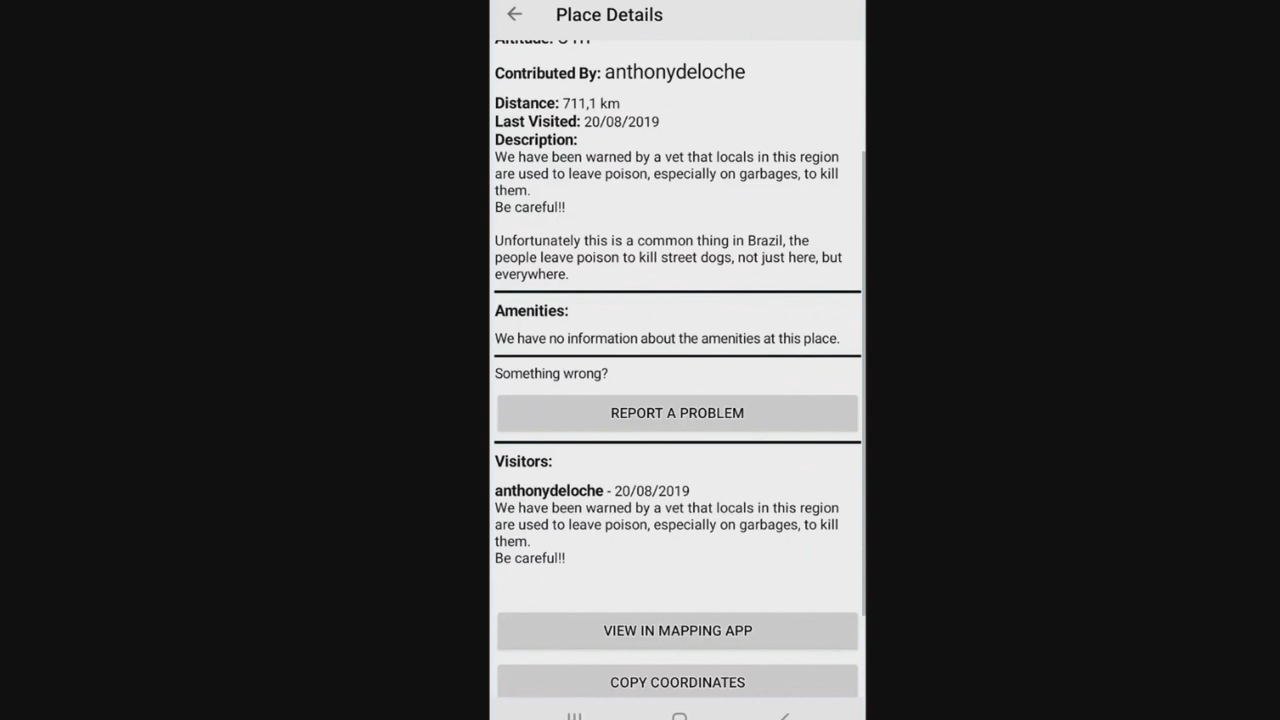 Place Details
Contributed By: anthonydeloche
Distance: 711,1 km
Last Visited: 20/08/2019
Description:
We have been warned by a vet that locals in this region
are used to leave poison, especially on garbages, to kill
them.
Be careful!!
Unfortunately this is a common thing in Brazil, the
people leave poison to kill street dogs, not just here, but
everywhere.
Amenities:
We have no information about the amenities at this place.
Something wrong?
REPORT A PROBLEM
Visitors:
anthonydeloche - 20/08/2019
We have been warned by a vet that locals in this region
are used to leave poison, especially on garbages, to kill
them.
Be careful!!
VIEW IN MAPPING APP
COPY COORDINATES